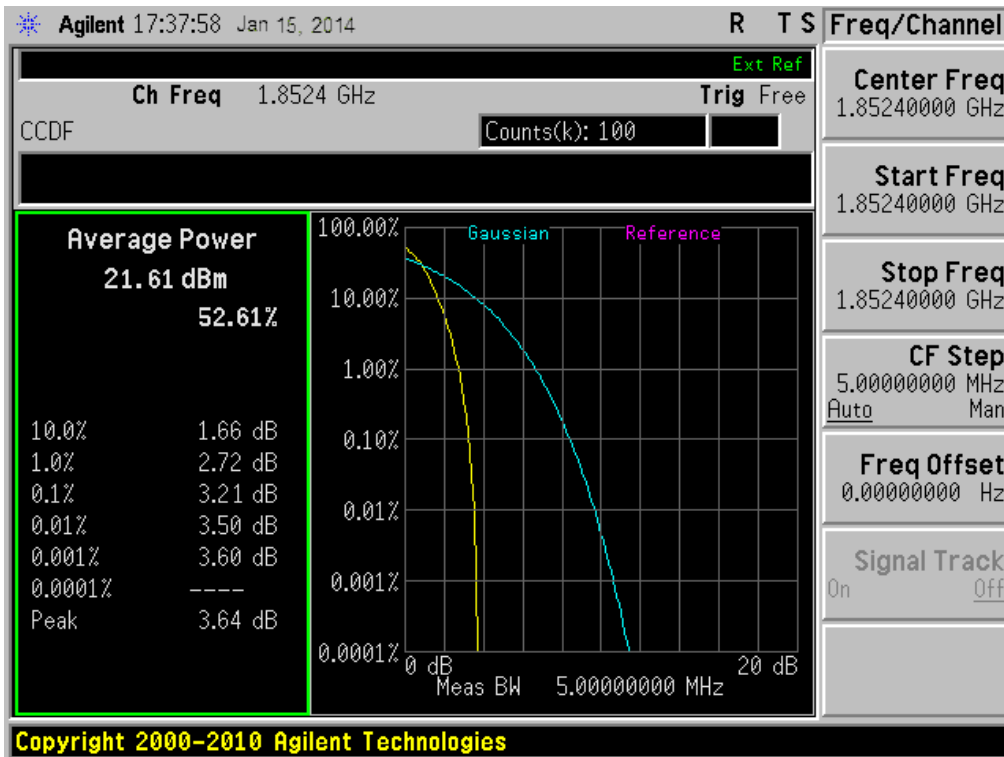 Agilent 17:37:58 Jan 15, 2014 R T S
Ext Ref
Ch Freq 1.8524 GHz Trig Free
CCDF
Counts(k): 100
Average Power
21.61 dBm
52.61%
10.0% 1.66 dB
1.0% 2.72 dB
0.1% 3.21 dB
0.01% 3.50 dB
0.001% 3.60 dB
0.0001% ----
Peak 3.64 dB
Gaussian Reference
100.00%
10.00%
1.00%
0.10%
0.01%
0.001%
0.0001%
0 dB 20 dB
Meas BW 5.00000000 MHz
Freq/Channel
Center Freq
1.85240000 GHz
Start Freq
1.85240000 GHz
Stop Freq
1.85240000 GHz
CF Step
5.00000000 MHz
Auto Man
Freq Offset
0.00000000 Hz
Signal Track
On Off
Copyright 2000-2010 Agilent Technologies